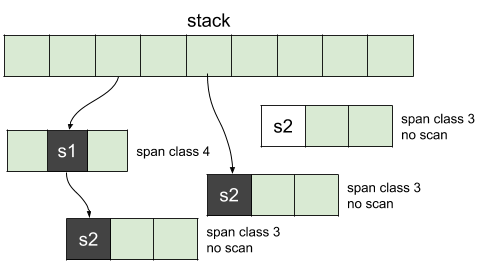 stack
s2
span class 3
no scan
s1
span class 4
s2
span class 3
no scan
s2
span class 3
no scan